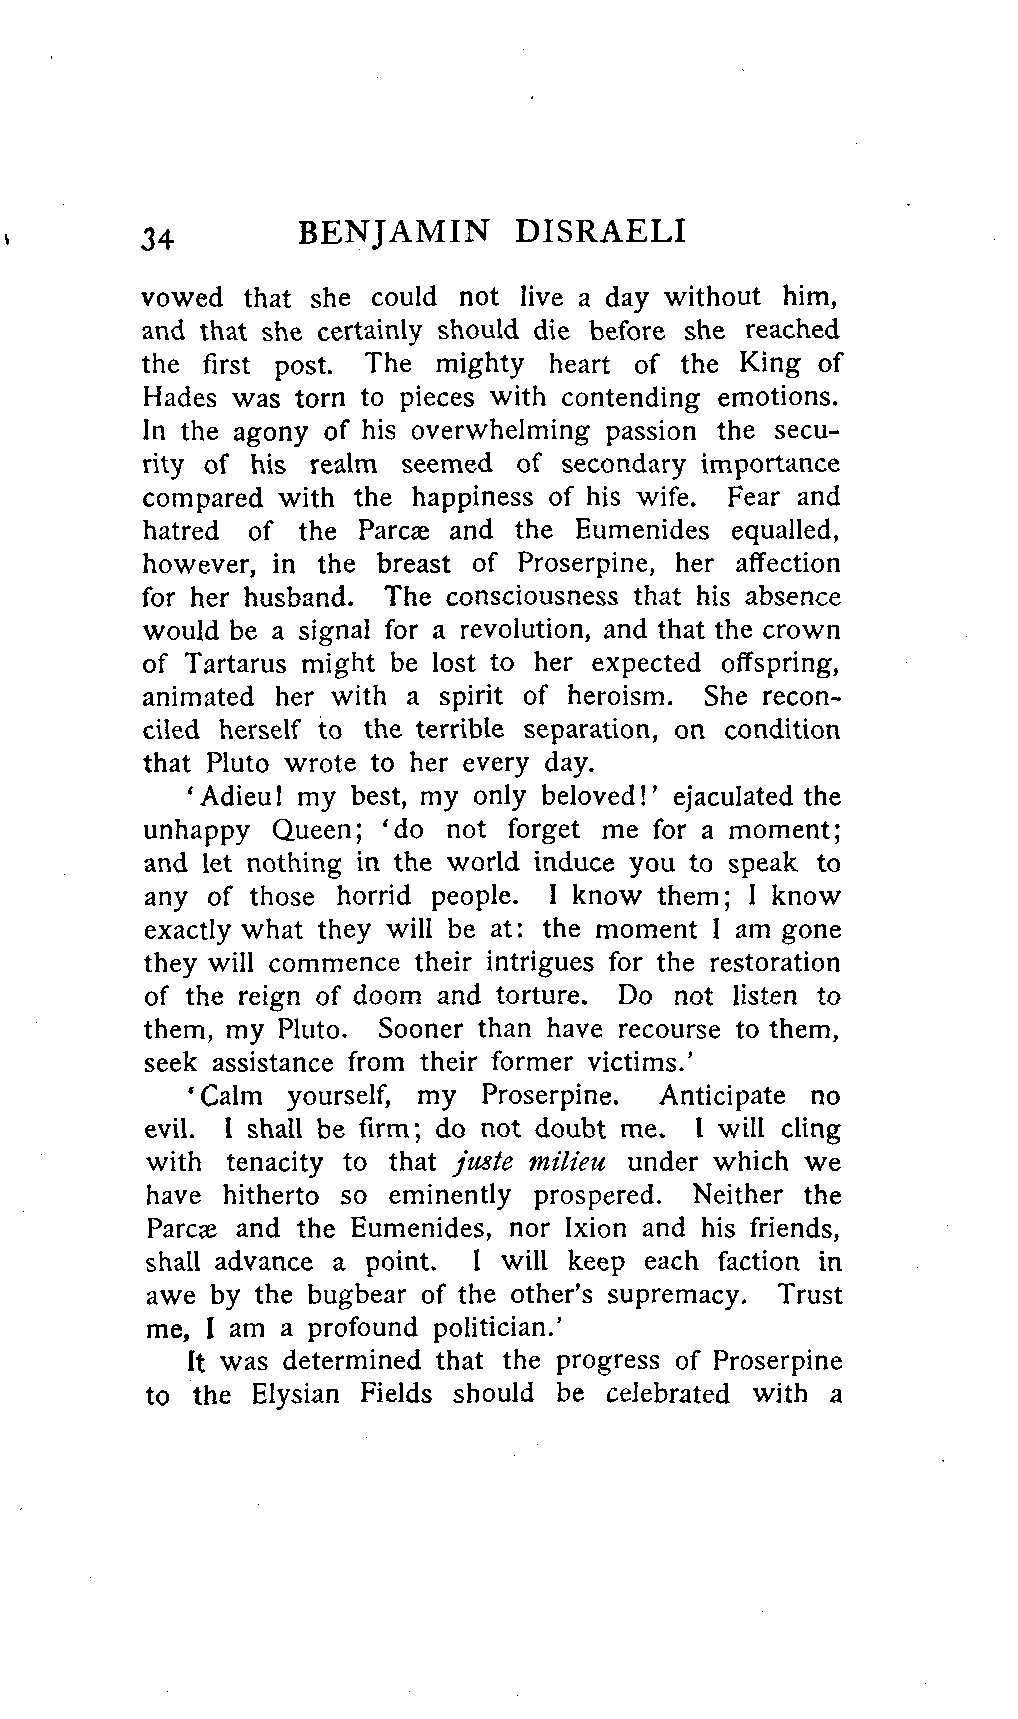 34 BENJAMIN DISRAELI
vowed that she could not live a day without him,
and that she certainly should die before she reached
the first post. The mighty heart of the King of
Hades was torn to pieces with contending emotions.
In the agony of his overwhelming passion the secu-
rity of his realm seemed of secondary importance
compared with the happiness of his wife. Fear and
hatred of the Parcæ and the Eumenides equalled,
however, in the breast of Proserpine, her affection
for her husband. The consciousness that his absence
would be a signal for a revolution, and that the crown
of Tartarus might be lost to her expected offspring,
animated her with a spirit of heroism. She recon-
ciled herself to the terrible separation, on condition
that Pluto wrote to her every day.
‘Adieu! my best, my only beloved!’ ejaculated the
unhappy Queen; ‘do not forget me for a moment;
and let nothing in the world induce you to speak to
any of those horrid people. I know them; I know
exactly what they will be at: the moment I am gone
they will commence their intrigues for the restoration
of the reign of doom and torture. Do not listen to
them, my Pluto. Sooner than have recourse to them,
seek assistance from their former victims.’
‘Calm yourself, my Proserpine. Anticipate no
evil. I shall be firm; do not doubt me. I will cling
with tenacity to that juste milieu under which we
have hitherto so eminently prospered. Neither the
Parcæ and the Eumenides, nor Ixion and his friends,
shall advance a point. I will keep each faction in
awe by the bugbear of the other’s supremacy. Trust
me, I am a profound politician.’
It was determined that the progress of Proserpine
to the Elysian Fields should be celebrated with a